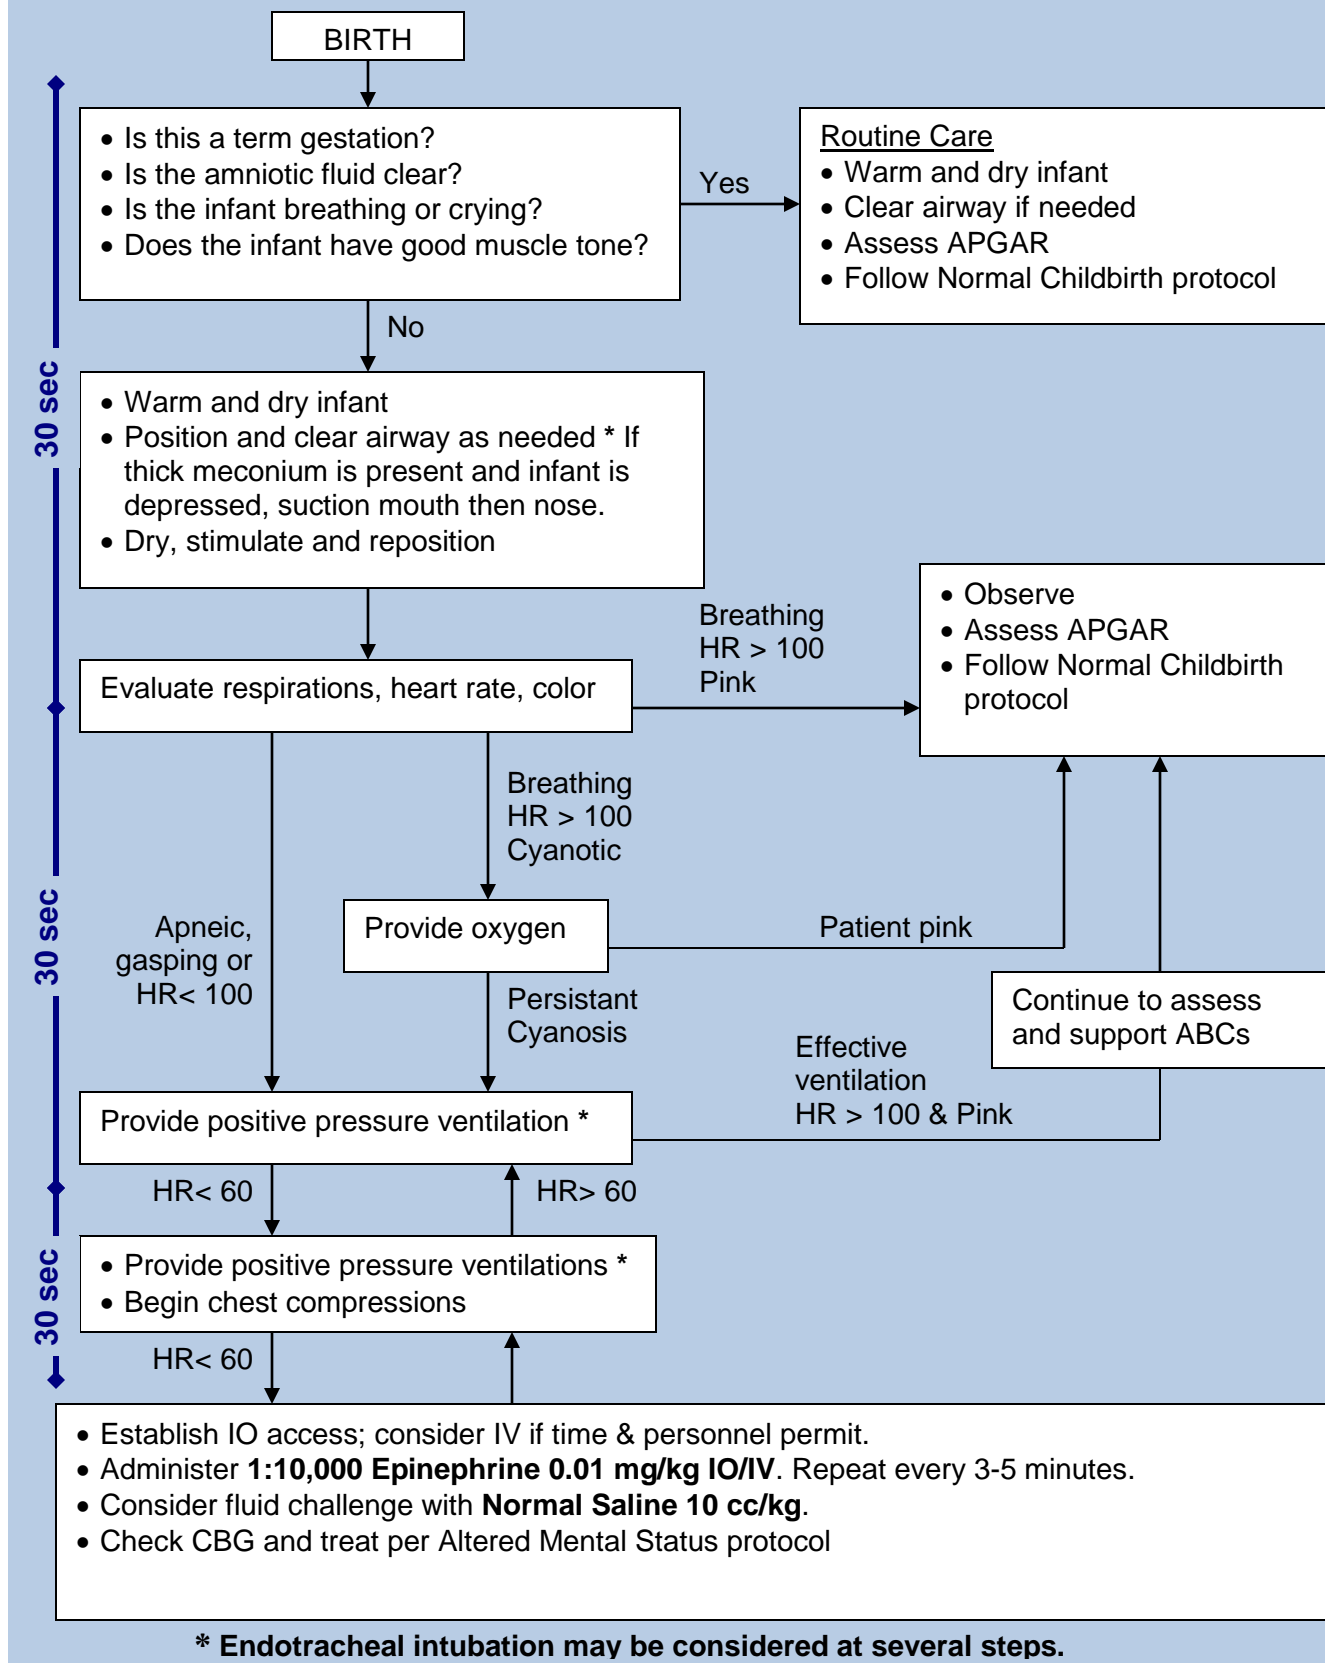 BIRTH
• Is this a term gestation?
• Is the amniotic fluid clear?
• Is the infant breathing or crying?
• Does the infant have good muscle tone?
Yes
Routine Care
• Warm and dry infant
• Clear airway if needed
• Assess APGAR
• Follow Normal Childbirth protocol
No
30 sec
• Warm and dry infant
• Position and clear airway as needed * If
thick meconium is present and infant is
depressed, suction mouth then nose.
• Dry, stimulate and reposition
Evaluate respirations, heart rate, color
Breathing
HR > 100
Pink
• Observe
• Assess APGAR
• Follow Normal Childbirth
protocol
Breathing
HR > 100
Cyanotic
30 sec
Apneic,
gasping or
HR< 100
Provide oxygen
Patient pink
Persistant
Cyanosis
Continue to assess
and support ABCs
Effective
ventilation
HR > 100 & Pink
Provide positive pressure ventilation *
HR< 60
HR> 60
30 sec
• Provide positive pressure ventilations *
• Begin chest compressions
HR< 60
• Establish IO access; consider IV if time & personnel permit.
• Administer 1:10,000 Epinephrine 0.01 mg/kg IO/IV. Repeat every 3-5 minutes.
• Consider fluid challenge with Normal Saline 10 cc/kg.
• Check CBG and treat per Altered Mental Status protocol
* Endotracheal intubation may be considered at several steps.